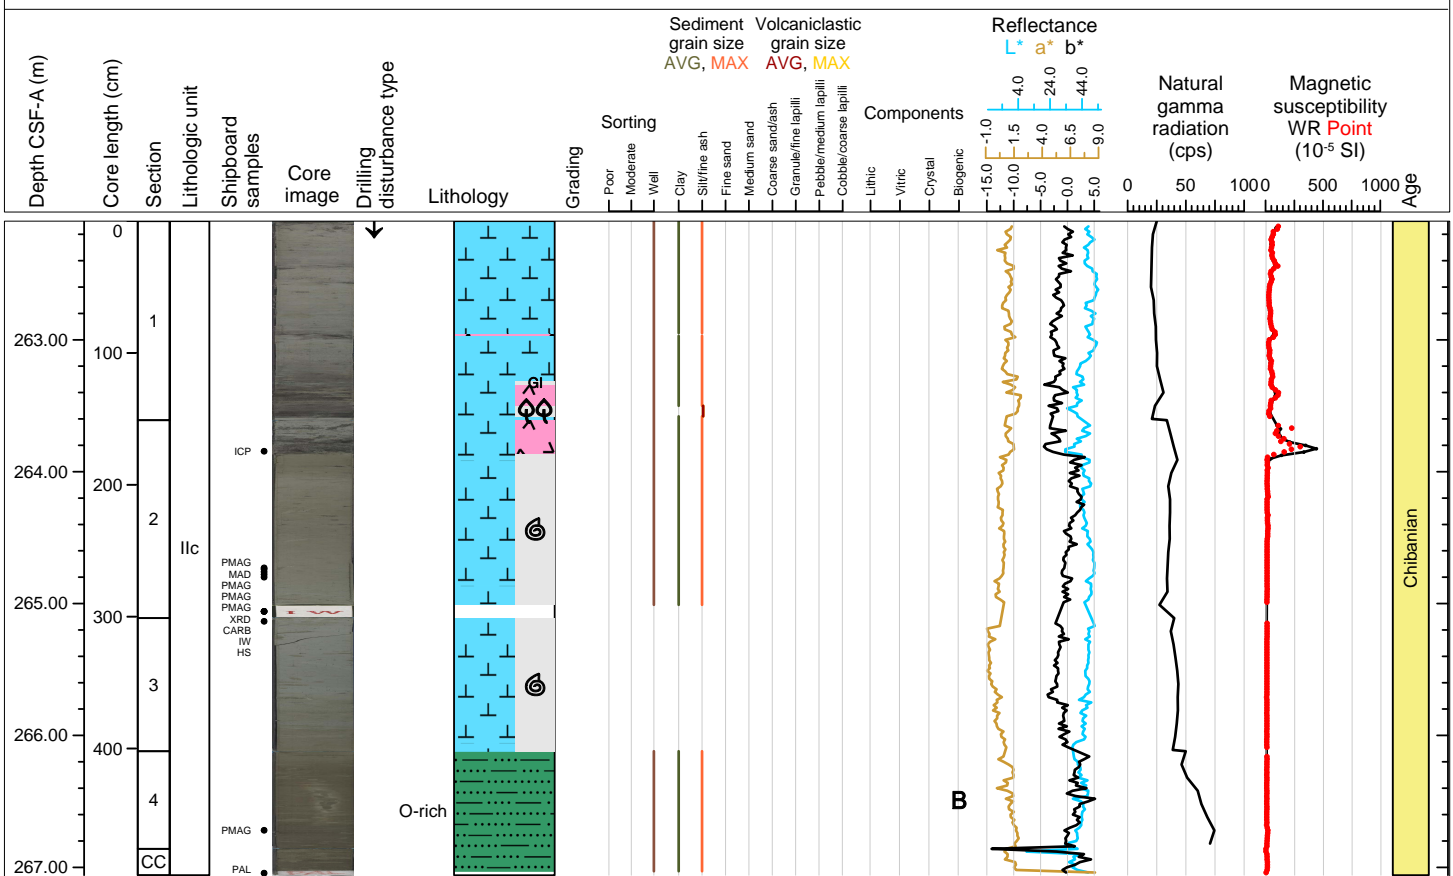 Depth CSF-A (m)
Core length (cm)
Section
Lithologic unit
Shipboard
samples
Core
image
Drilling
disturbance type
Lithology
Grading
Sorting
Poor
Moderate
Well
Sediment
grain size
AVG, MAX
Volcaniclastic
grain size
AVG, MAX
Clay
Silt/fine ash
Fine sand
Medium sand
Coarse sand/ash
Granule/fine lapilli
Pebble/medium lapilli
Cobble/coarse lapilli
Components
Lithic
Vitric
Crystal
Biogenic
Reflectance
L* a* b*
4.0 24.0 44.0
-1.0 1.5 4.0 6.5 9.0
-15.0 -10.0 -5.0 0.0 5.0
Natural
gamma
radiation
(cps)
0 50 100
Magnetic
susceptibility
WR Point
(10-5 SI)
0 0 500 1000
Age
0
1
263.00
100
GI
ICP
264.00
200
2
IIc
PMAG
MAD
PMAG
PMAG
PMAG
I W
XRD
CARB
IW
HS
265.00
300
Chibanian
3
266.00
400
4
O-rich
B
PMAG
CC
PAL
267.00